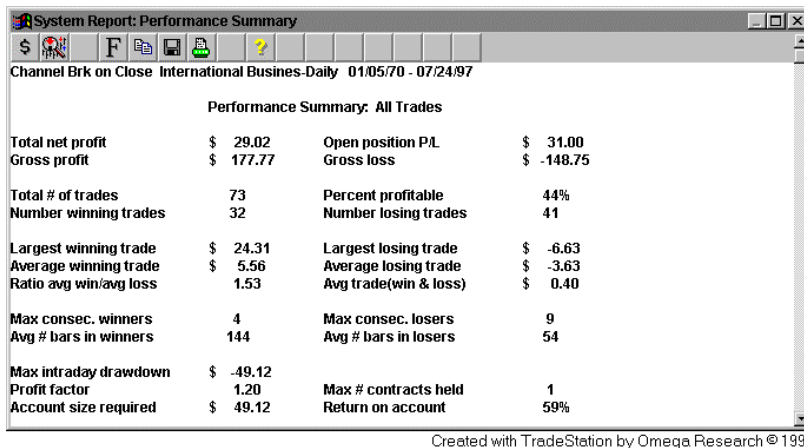 System Report: Performance Summary
$ F ?
Channel Brk on Close International Busines-Daily 01/05/70 - 07/24/97
Performance Summary: All Trades
Total net profit $ 29.02 Open position P/L $ 31.00
Gross profit $ 177.77 Gross loss $ -148.75
Total # of trades 73 Percent profitable 44%
Number winning trades 32 Number losing trades 41
Largest winning trade $ 24.31 Largest losing trade $ -6.63
Average winning trade $ 5.56 Average losing trade $ -3.63
Ratio avg win/avg loss 1.53 Avg trade(win & loss) $ 0.40
Max consec. winners 4 Max consec. losers 9
Avg # bars in winners 144 Avg # bars in losers 54
Max intraday drawdown $ -49.12
Profit factor 1.20 Max # contracts held 1
Account size required $ 49.12 Return on account 59%
Created with TradeStation by Omega Research © 199